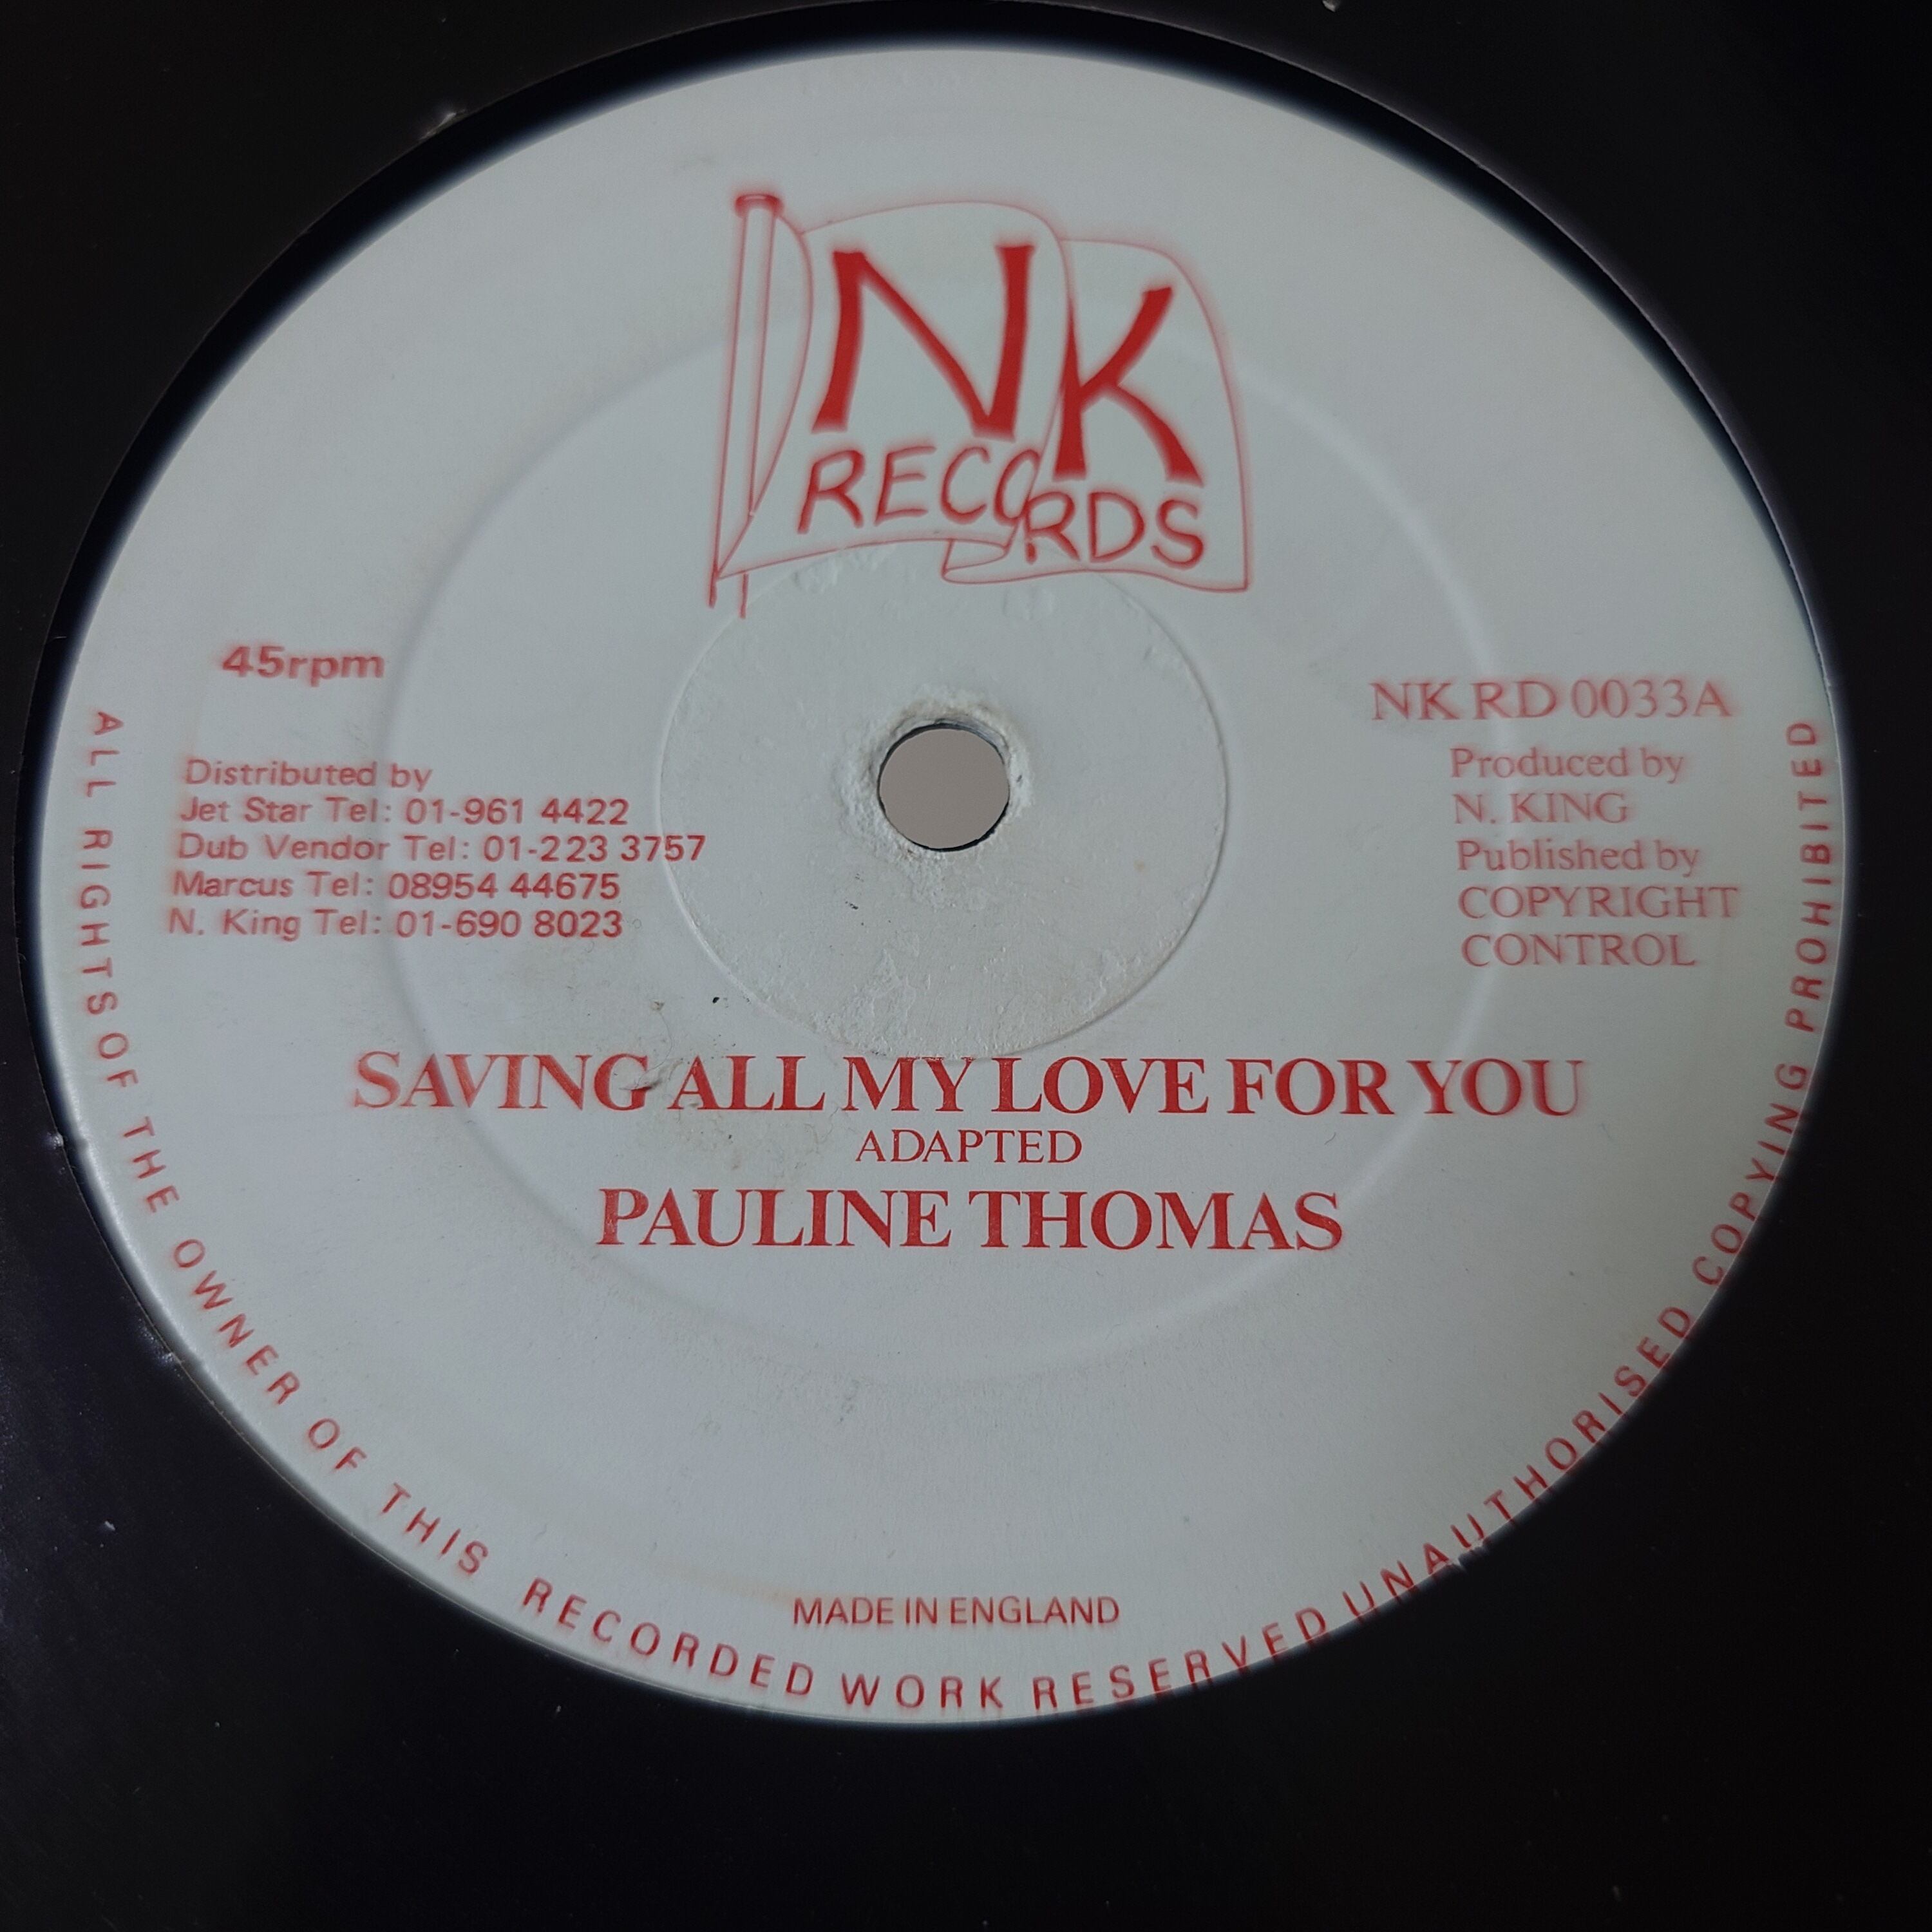 NK
RECORDS
45rpm
NK RD 0033A
Distributed by
Jet Star Tel: 01-961 4422
Dub Vendor Tel: 01-223 3757
Marcus Tel: 08954 44675
N. King Tel: 01-690 8023
Produced by
N. KING
Published by
COPYRIGHT
CONTROL
SAVING ALL MY LOVE FOR YOU
ADAPTED
PAULINE THOMAS
MADE IN ENGLAND
ALL RIGHTS OF THE OWNER OF THIS RECORDED WORK RESERVED UNAUTHORISED COPYING PROHIBITED